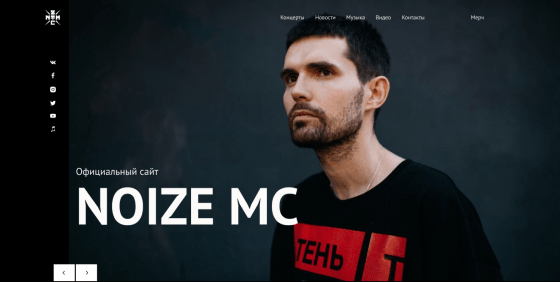 Концерты Новости Музыка Видео Контакты Мерч
Официальный сайт
NOIZE MC
ТЕНЬ Т